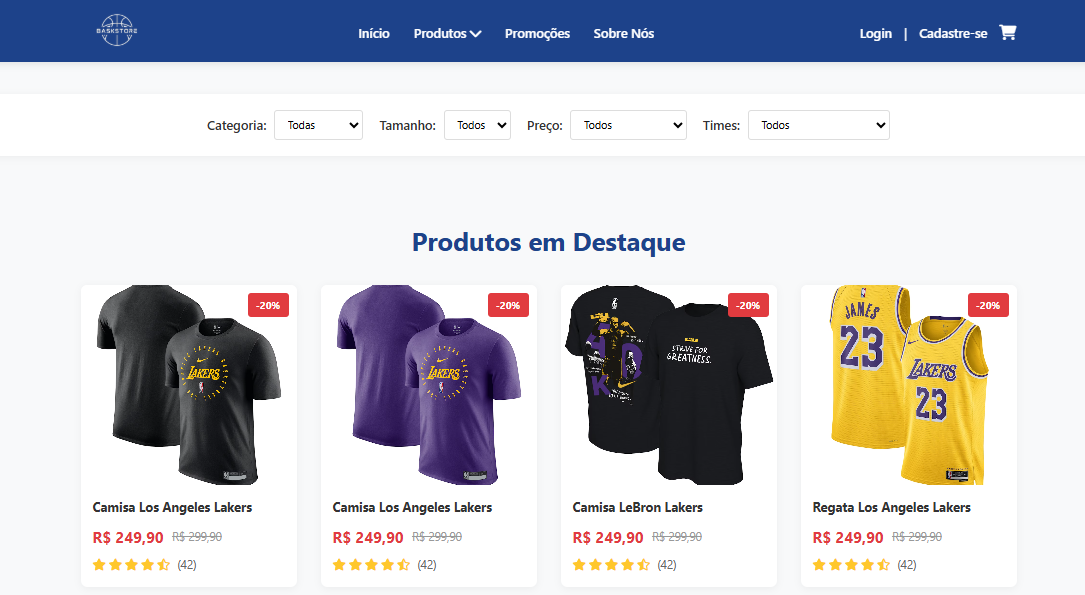 BASKSTORE
Início Produtos Promoções Sobre Nós Login | Cadastre-se
Categoria: Todas Tamanho: Todos Preço: Todos Times: Todos
Produtos em Destaque
-20% -20% -20% -20%
LAKERS
LAKERS
STRIVE FOR
GREATNESS.
JAMES
23
LAKERS
23
Camisa Los Angeles Lakers Camisa Los Angeles Lakers Camisa LeBron Lakers Regata Los Angeles Lakers
R$ 249,90 R$ 299,90 R$ 249,90 R$ 299,90 R$ 249,90 R$ 299,90 R$ 249,90 R$ 299,90
(42) (42) (42) (42)